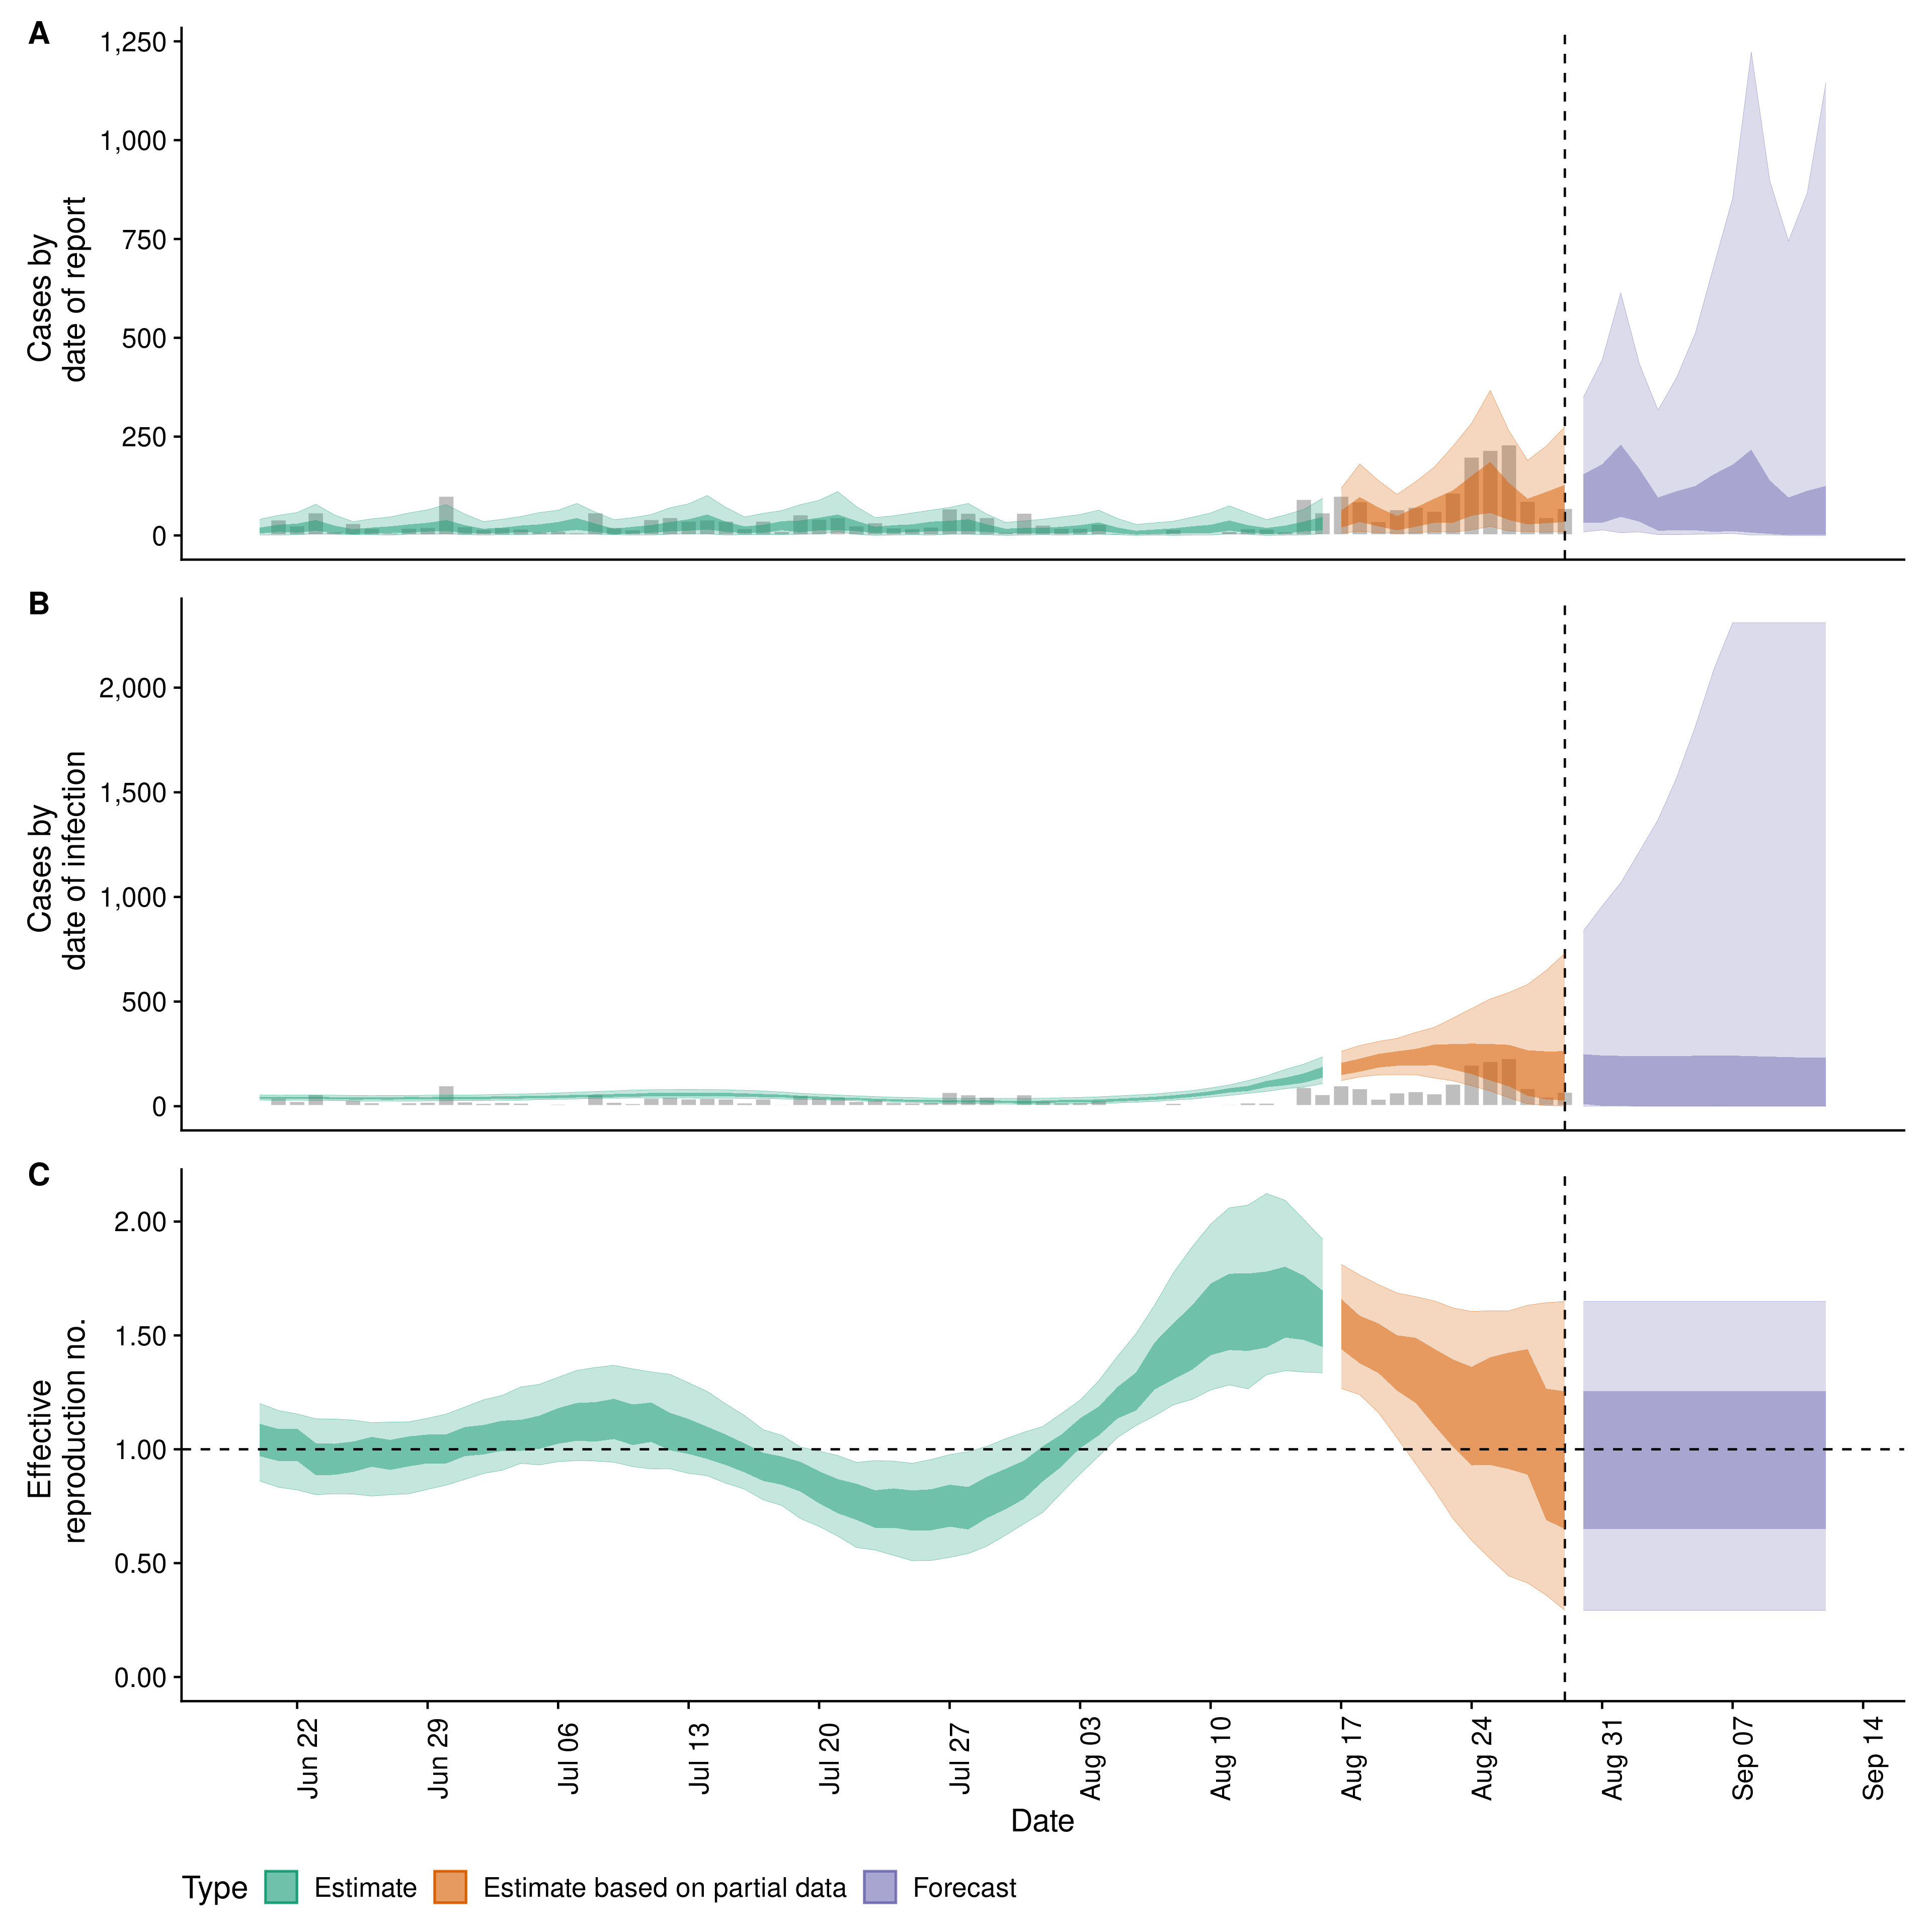 A
1,250
1,000
750
500
250
0
Cases by
date of report
B
2,000
1,500
1,000
500
0
Cases by
date of infection
C
2.00
1.50
1.00
0.50
0.00
Effective
reproduction no.
Jun 22
Jun 29
Jul 06
Jul 13
Jul 20
Jul 27
Aug 03
Aug 10
Aug 17
Aug 24
Aug 31
Sep 07
Sep 14
Date
Type Estimate Estimate based on partial data Forecast